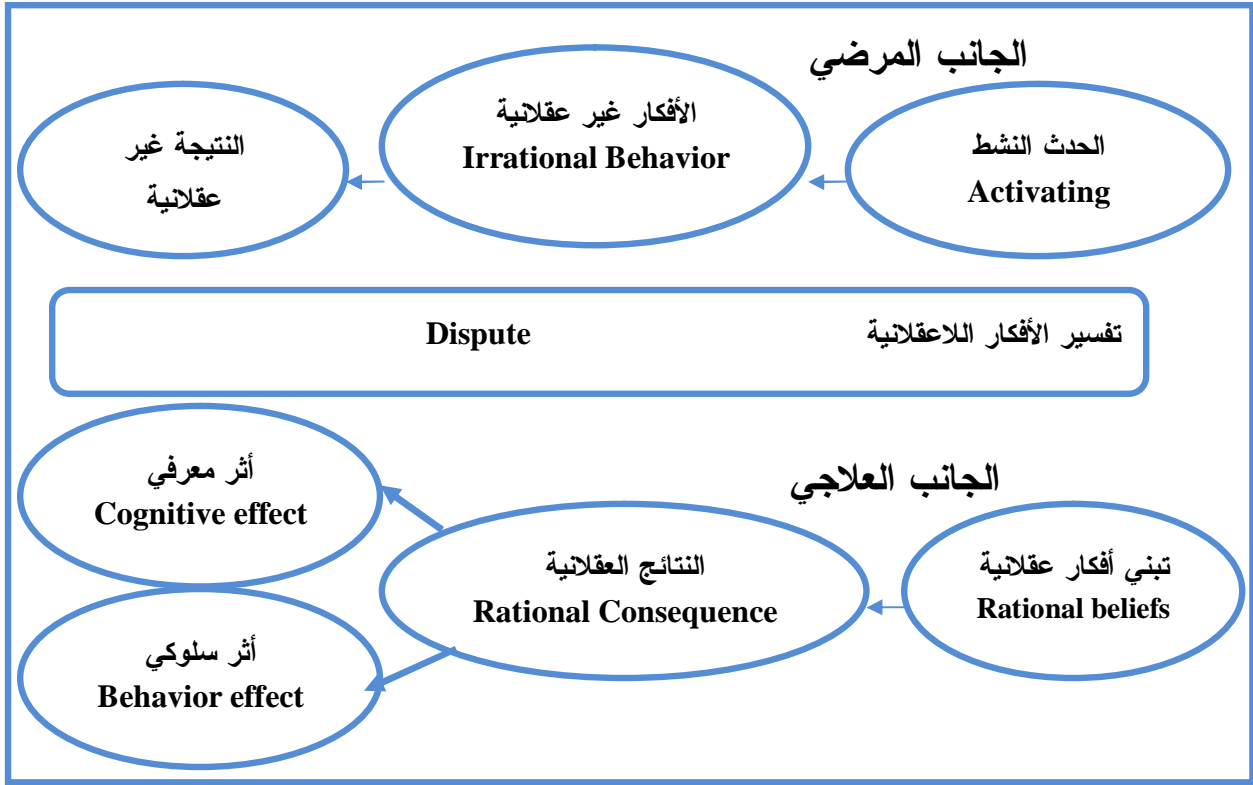 الجانب المرضي
الحدث النشط
Activating
الأفكار غير عقلانية
Irrational Behavior
النتيجة غير
عقلانية
تفسير الأفكار اللاعقلانية Dispute
الجانب العلاجي
تبني أفكار عقلانية
Rational beliefs
النتائج العقلانية
Rational Consequence
أثر معرفي
Cognitive effect
أثر سلوكي
Behavior effect